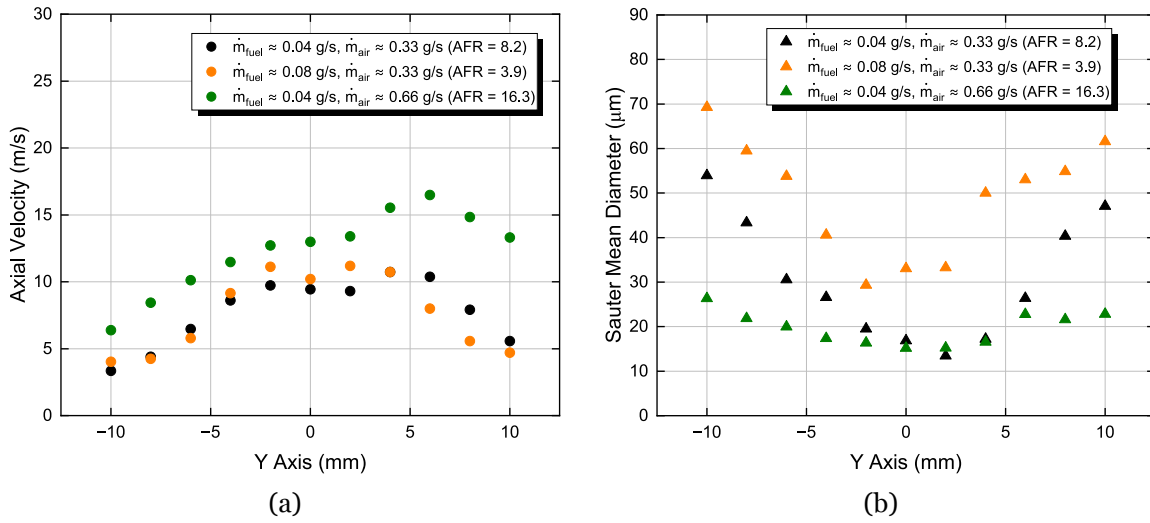 30
25
20
15
10
5
0
−10
−5
0
5
10
Axial Velocity (m/s)
Y Axis (mm)
ṁfuel ≈ 0.04 g/s, ṁair ≈ 0.33 g/s (AFR = 8.2)
ṁfuel ≈ 0.08 g/s, ṁair ≈ 0.33 g/s (AFR = 3.9)
ṁfuel ≈ 0.04 g/s, ṁair ≈ 0.66 g/s (AFR = 16.3)
(a)
90
80
70
60
50
40
30
20
10
0
−10
−5
0
5
10
Sauter Mean Diameter (μm)
Y Axis (mm)
ṁfuel ≈ 0.04 g/s, ṁair ≈ 0.33 g/s (AFR = 8.2)
ṁfuel ≈ 0.08 g/s, ṁair ≈ 0.33 g/s (AFR = 3.9)
ṁfuel ≈ 0.04 g/s, ṁair ≈ 0.66 g/s (AFR = 16.3)
(b)